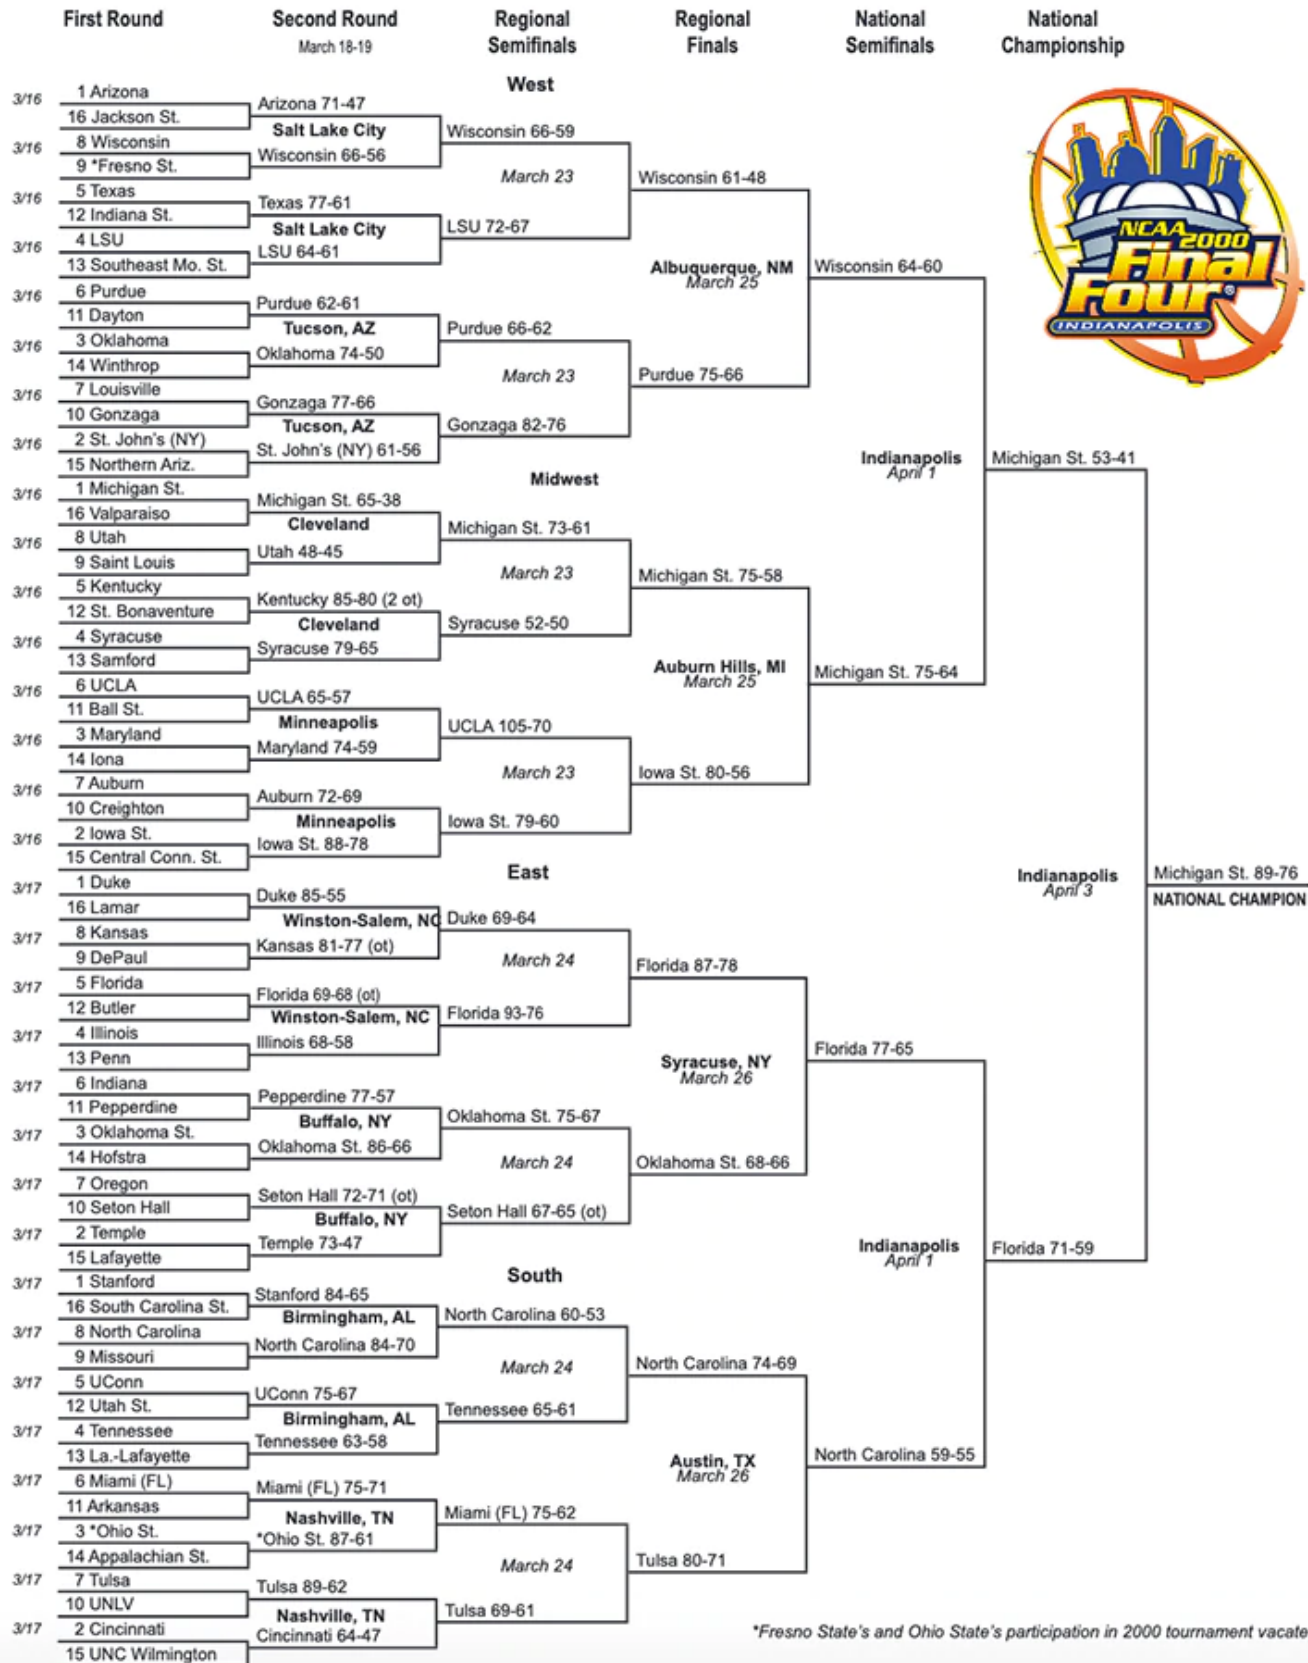 First Round
Second Round
March 18-19
Regional
Semifinals
Regional
Finals
National
Semifinals
National
Championship
West
3/16
1 Arizona
16 Jackson St.
3/16
8 Wisconsin
9 *Fresno St.
3/16
5 Texas
12 Indiana St.
3/16
4 LSU
13 Southeast Mo. St.
3/16
6 Purdue
11 Dayton
3/16
3 Oklahoma
14 Winthrop
3/16
7 Louisville
10 Gonzaga
3/16
2 St. John's (NY)
15 Northern Ariz.
Arizona 71-47
Salt Lake City
Wisconsin 66-56
Texas 77-61
Salt Lake City
LSU 64-61
Purdue 62-61
Tucson, AZ
Oklahoma 74-50
Gonzaga 77-66
Tucson, AZ
St. John's (NY) 61-56
Wisconsin 66-59
March 23
LSU 72-67
Purdue 66-62
March 23
Gonzaga 82-76
Wisconsin 61-48
Albuquerque, NM
March 25
Purdue 75-66
Wisconsin 64-60
NCAA 2000
Final
Four®
INDIANAPOLIS
Midwest
3/16
1 Michigan St.
16 Valparaiso
3/16
8 Utah
9 Saint Louis
3/16
5 Kentucky
12 St. Bonaventure
3/16
4 Syracuse
13 Samford
3/16
6 UCLA
11 Ball St.
3/16
3 Maryland
14 Iona
3/16
7 Auburn
10 Creighton
3/16
2 Iowa St.
15 Central Conn. St.
Michigan St. 65-38
Cleveland
Utah 48-45
Kentucky 85-80 (2 ot)
Cleveland
Syracuse 79-65
UCLA 65-57
Minneapolis
Maryland 74-59
Auburn 72-69
Minneapolis
Iowa St. 88-78
Michigan St. 73-61
March 23
Syracuse 52-50
UCLA 105-70
March 23
Iowa St. 79-60
Michigan St. 75-58
Auburn Hills, MI
March 25
Iowa St. 80-56
Michigan St. 75-64
Indianapolis
April 1
Michigan St. 53-41
East
3/17
1 Duke
16 Lamar
3/17
8 Kansas
9 DePaul
3/17
5 Florida
12 Butler
3/17
4 Illinois
13 Penn
3/17
6 Indiana
11 Pepperdine
3/17
3 Oklahoma St.
14 Hofstra
3/17
7 Oregon
10 Seton Hall
3/17
2 Temple
15 Lafayette
Duke 85-55
Winston-Salem, NC
Kansas 81-77 (ot)
Florida 69-68 (ot)
Winston-Salem, NC
Illinois 68-58
Pepperdine 77-57
Buffalo, NY
Oklahoma St. 86-66
Seton Hall 72-71 (ot)
Buffalo, NY
Temple 73-47
Duke 69-64
March 24
Florida 93-76
Oklahoma St. 75-67
March 24
Seton Hall 67-65 (ot)
Florida 87-78
Syracuse, NY
March 26
Oklahoma St. 68-66
Florida 77-65
South
3/17
1 Stanford
16 South Carolina St.
3/17
8 North Carolina
9 Missouri
3/17
5 UConn
12 Utah St.
3/17
4 Tennessee
13 La.-Lafayette
3/17
6 Miami (FL)
11 Arkansas
3/17
3 *Ohio St.
14 Appalachian St.
3/17
7 Tulsa
10 UNLV
3/17
2 Cincinnati
15 UNC Wilmington
Stanford 84-65
Birmingham, AL
North Carolina 84-70
UConn 75-67
Birmingham, AL
Tennessee 63-58
Miami (FL) 75-71
Nashville, TN
*Ohio St. 87-61
Tulsa 89-62
Nashville, TN
Cincinnati 64-47
North Carolina 60-53
March 24
Tennessee 65-61
Miami (FL) 75-62
March 24
Tulsa 69-61
North Carolina 74-69
Austin, TX
March 26
Tulsa 80-71
North Carolina 59-55
Indianapolis
April 1
Florida 71-59
Indianapolis
April 3
Michigan St. 89-76
NATIONAL CHAMPION
*Fresno State's and Ohio State's participation in 2000 tournament vacate